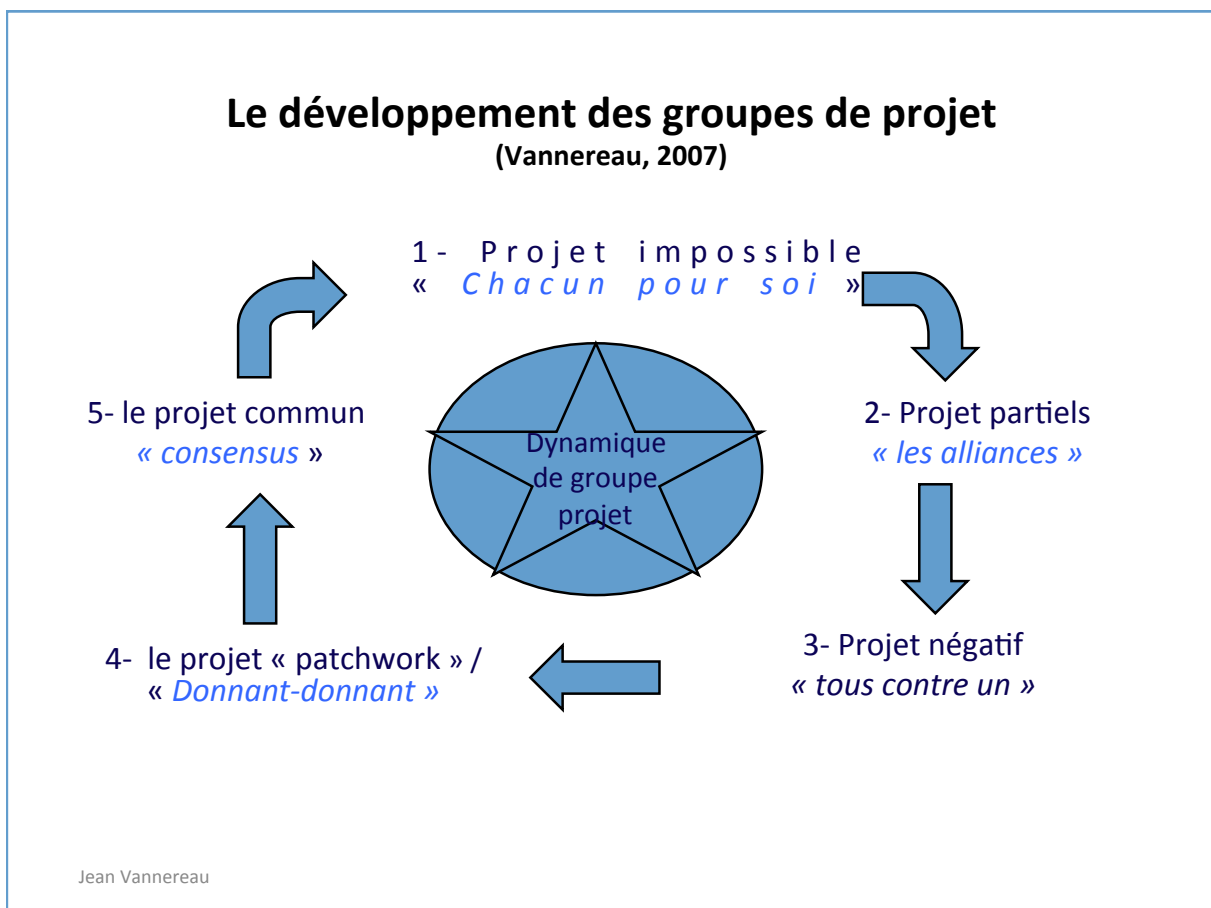 Le développement des groupes de projet
(Vannereau, 2007)
1- Projet impossible
« Chacun pour soi »
2- Projet partiels
« les alliances »
3- Projet négatif
« tous contre un »
4- le projet « patchwork » /
« Donnant-donnant »
5- le projet commun
« consensus »
Dynamique
de groupe
projet
Jean Vannereau